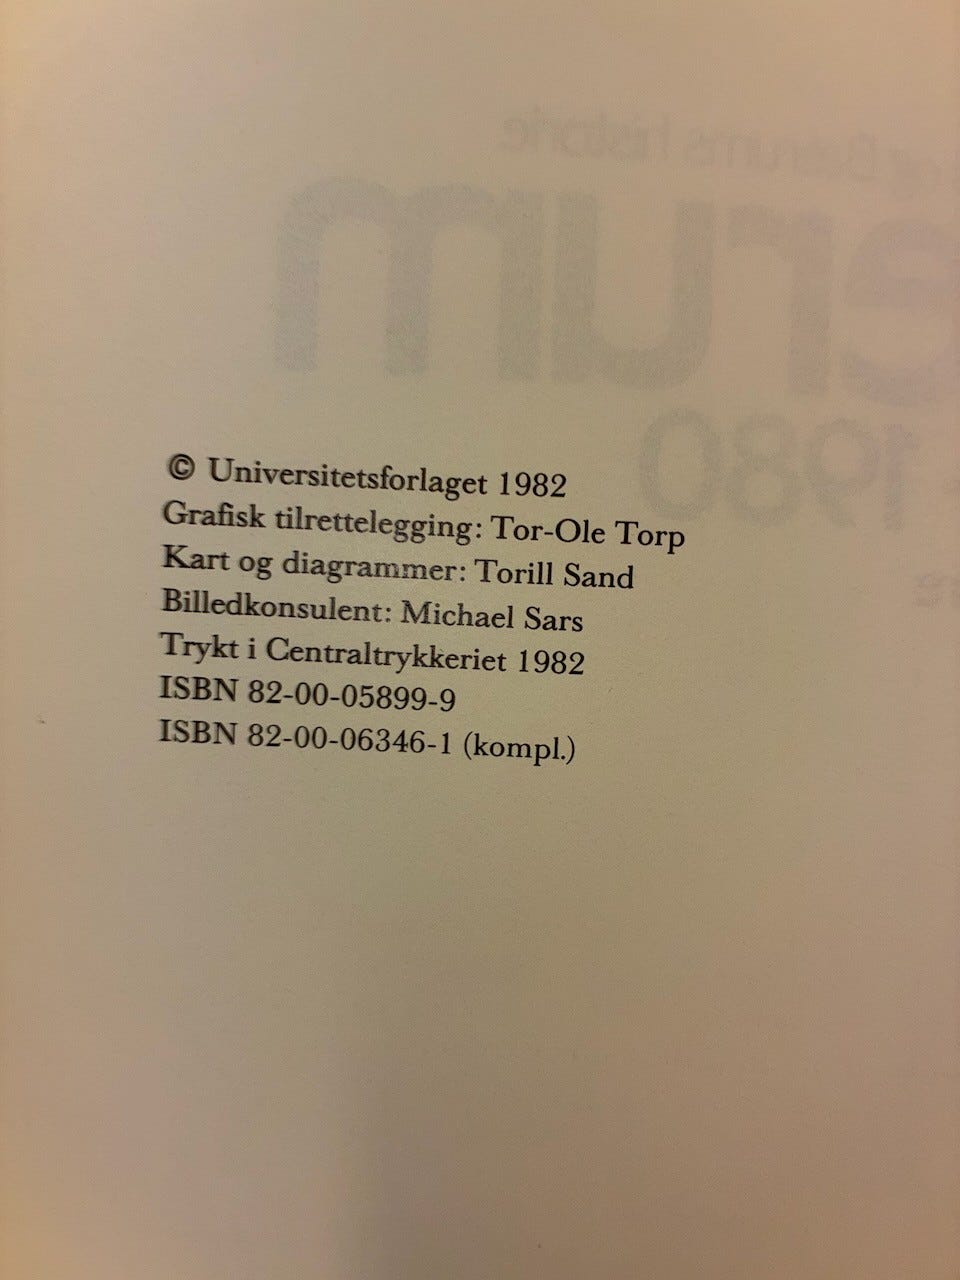 © Universitetsforlaget 1982
Grafisk tilrettelegging: Tor-Ole Torp
Kart og diagrammer: Torill Sand
Billedkonsulent: Michael Sars
Trykt i Centraltrykkeriet 1982
ISBN 82-00-05899-9
ISBN 82-00-06346-1 (kompl.)